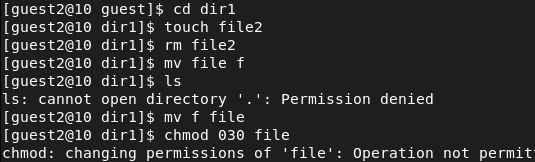 [guest2@10 guest]$ cd dir1
[guest2@10 dir1]$ touch file2
[guest2@10 dir1]$ rm file2
[guest2@10 dir1]$ mv file f
[guest2@10 dir1]$ ls
ls: cannot open directory '.': Permission denied
[guest2@10 dir1]$ mv f file
[guest2@10 dir1]$ chmod 030 file
chmod: changing permissions of 'file': Operation not permit